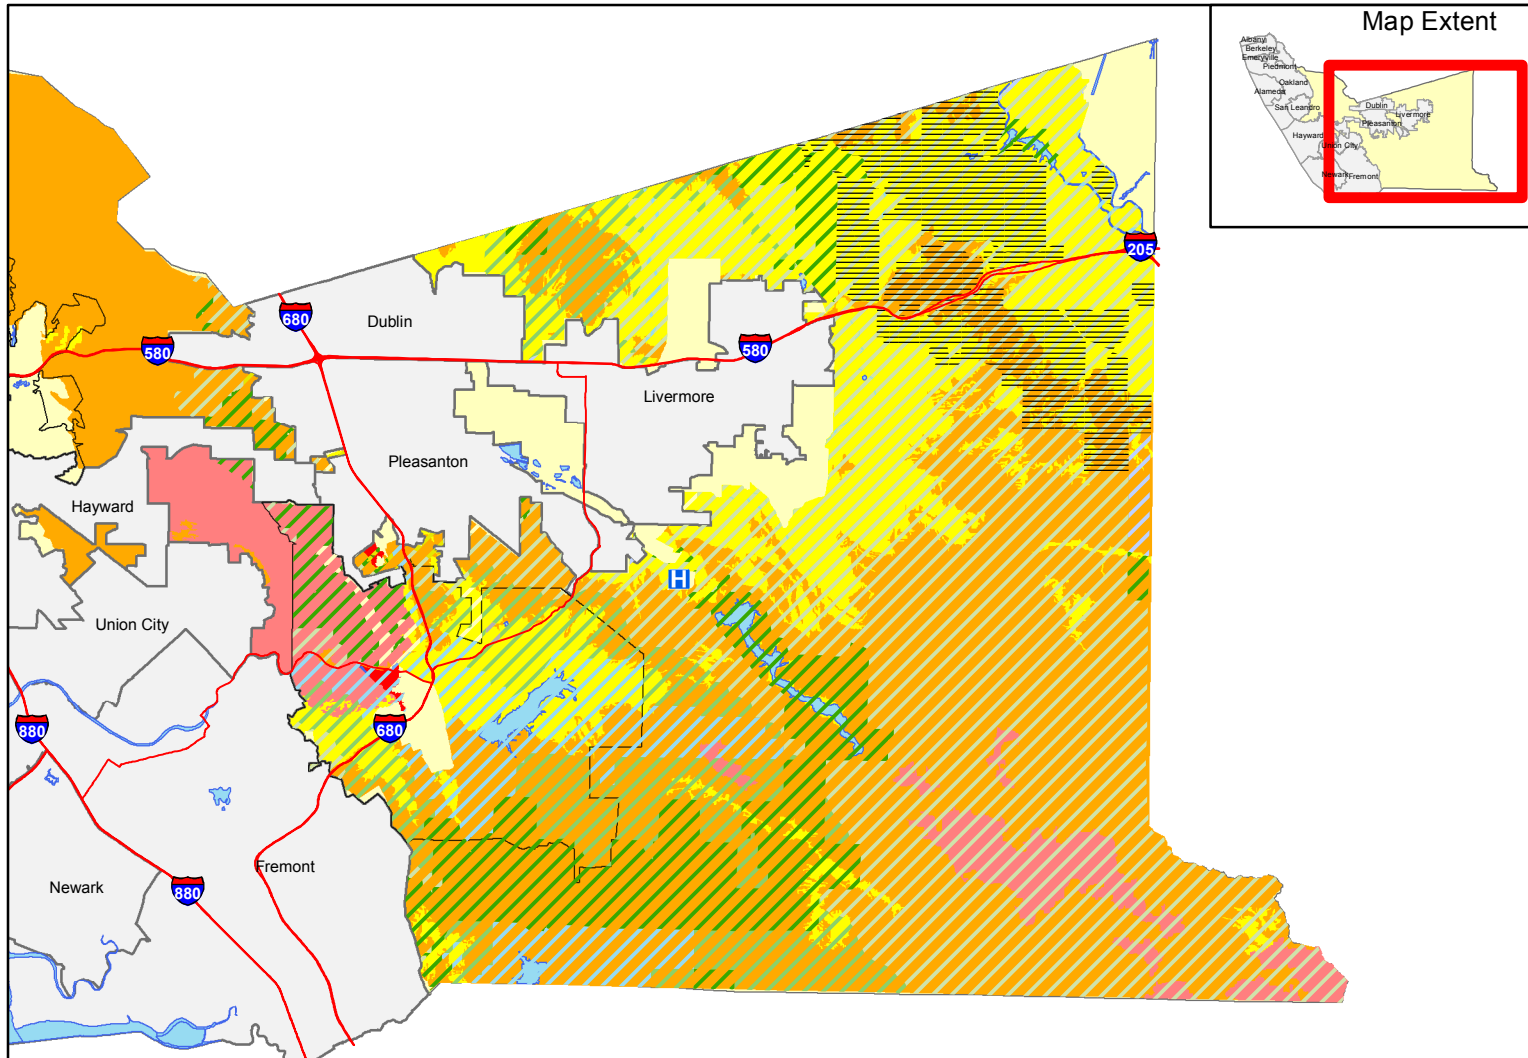 Map Extent
Albany
Berkeley
Emeryville
Piedmont
Oakland
Alameda
San Leandro
Dublin
Livermore
Pleasanton
Hayward
Union City
Newark
Fremont
205
680
Dublin
580
580
Livermore
Pleasanton
Hayward
H
Union City
680
880
Fremont
Newark
880